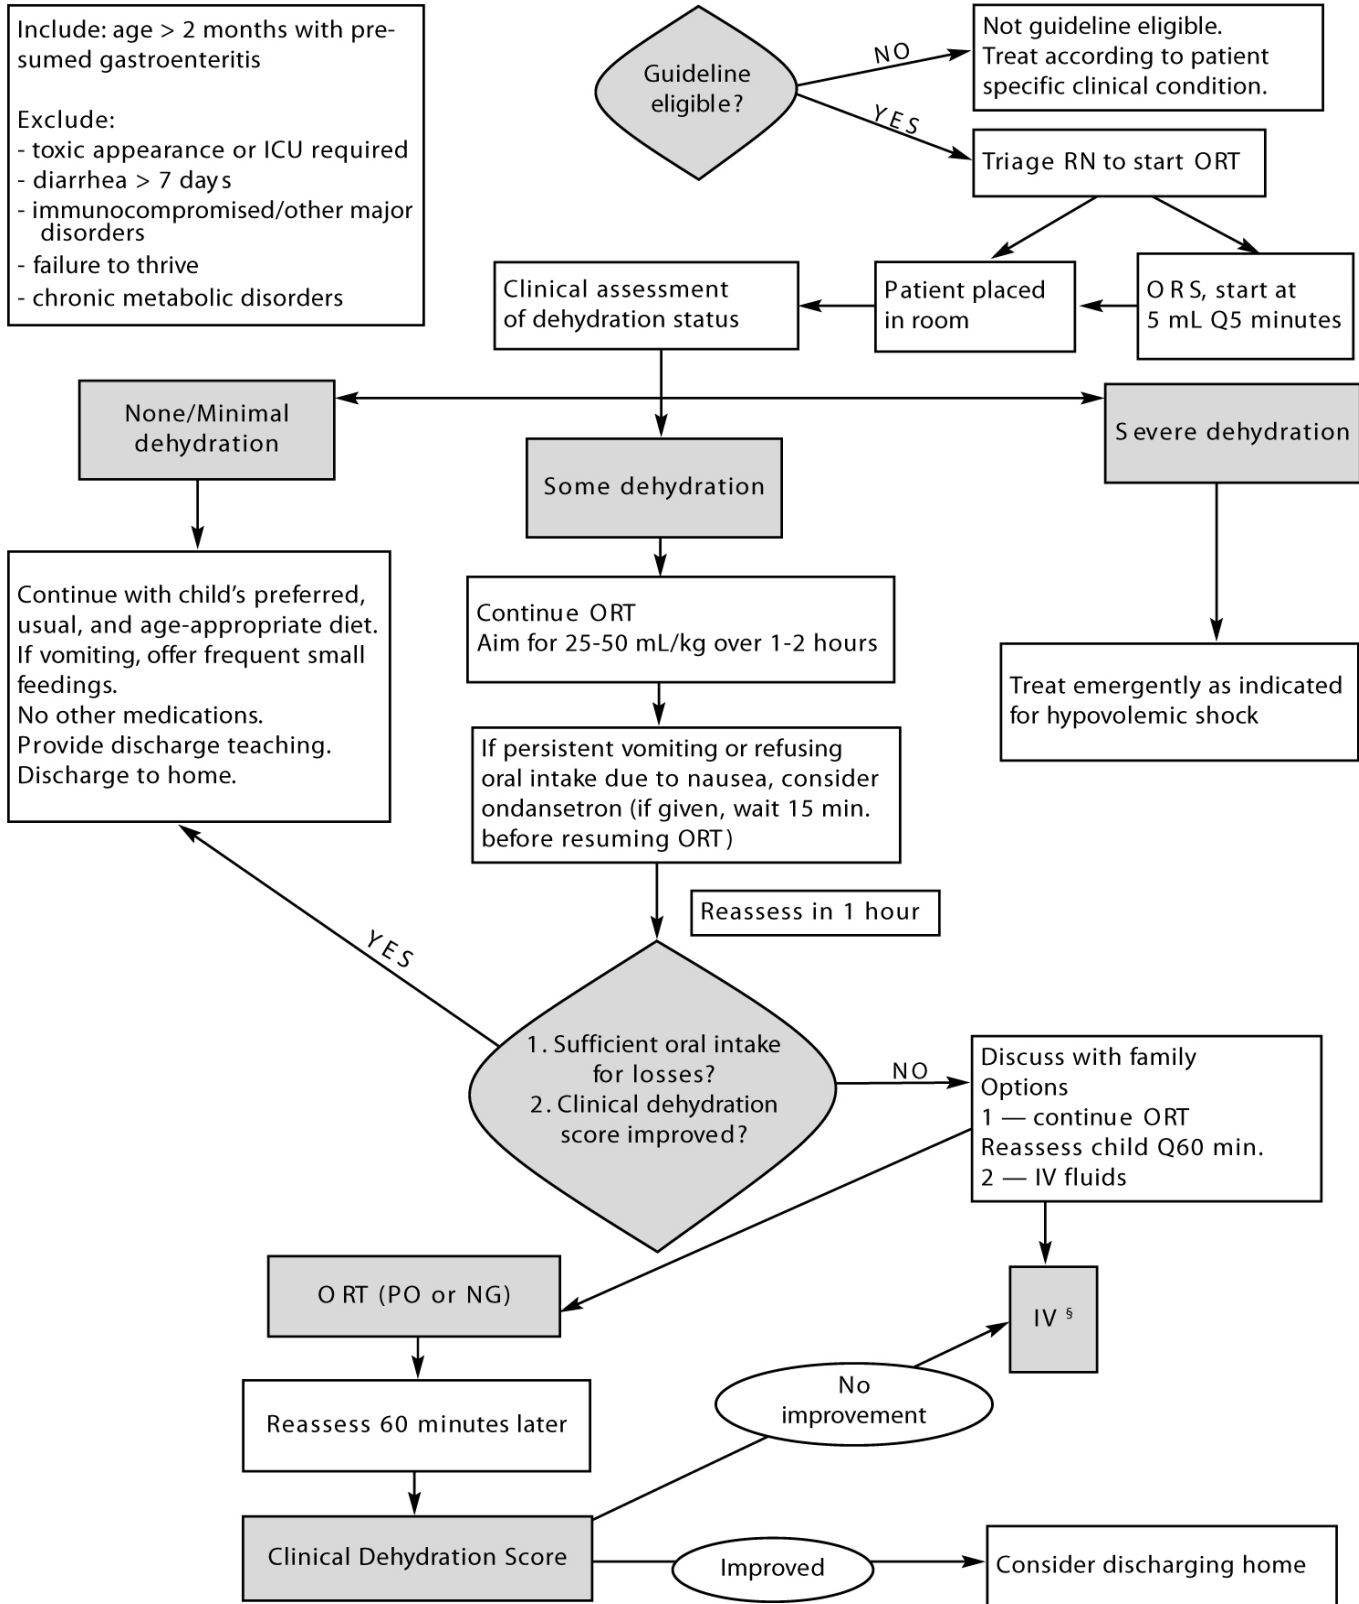 Include: age > 2 months with pre-
sumed gastroenteritis
Exclude:
- toxic appearance or ICU required
- diarrhea > 7 days
- immunocompromised/other major
disorders
- failure to thrive
- chronic metabolic disorders
Guideline
eligible?
NO
Not guideline eligible.
Treat according to patient
specific clinical condition.
YES
Triage RN to start ORT
ORS, start at
5 mL Q5 minutes
Patient placed
in room
Clinical assessment
of dehydration status
None/Minimal
dehydration
Some dehydration
Severe dehydration
Continue with child's preferred,
usual, and age-appropriate diet.
If vomiting, offer frequent small
feedings.
No other medications.
Provide discharge teaching.
Discharge to home.
Continue ORT
Aim for 25-50 mL/kg over 1-2 hours
Treat emergently as indicated
for hypovolemic shock
If persistent vomiting or refusing
oral intake due to nausea, consider
ondansetron (if given, wait 15 min.
before resuming ORT)
Reassess in 1 hour
YES
1. Sufficient oral intake
for losses?
2. Clinical dehydration
score improved?
NO
Discuss with family
Options
1 — continue ORT
Reassess child Q60 min.
2 — IV fluids
ORT (PO or NG)
IV §
Reassess 60 minutes later
No
improvement
Clinical Dehydration Score
Improved
Consider discharging home